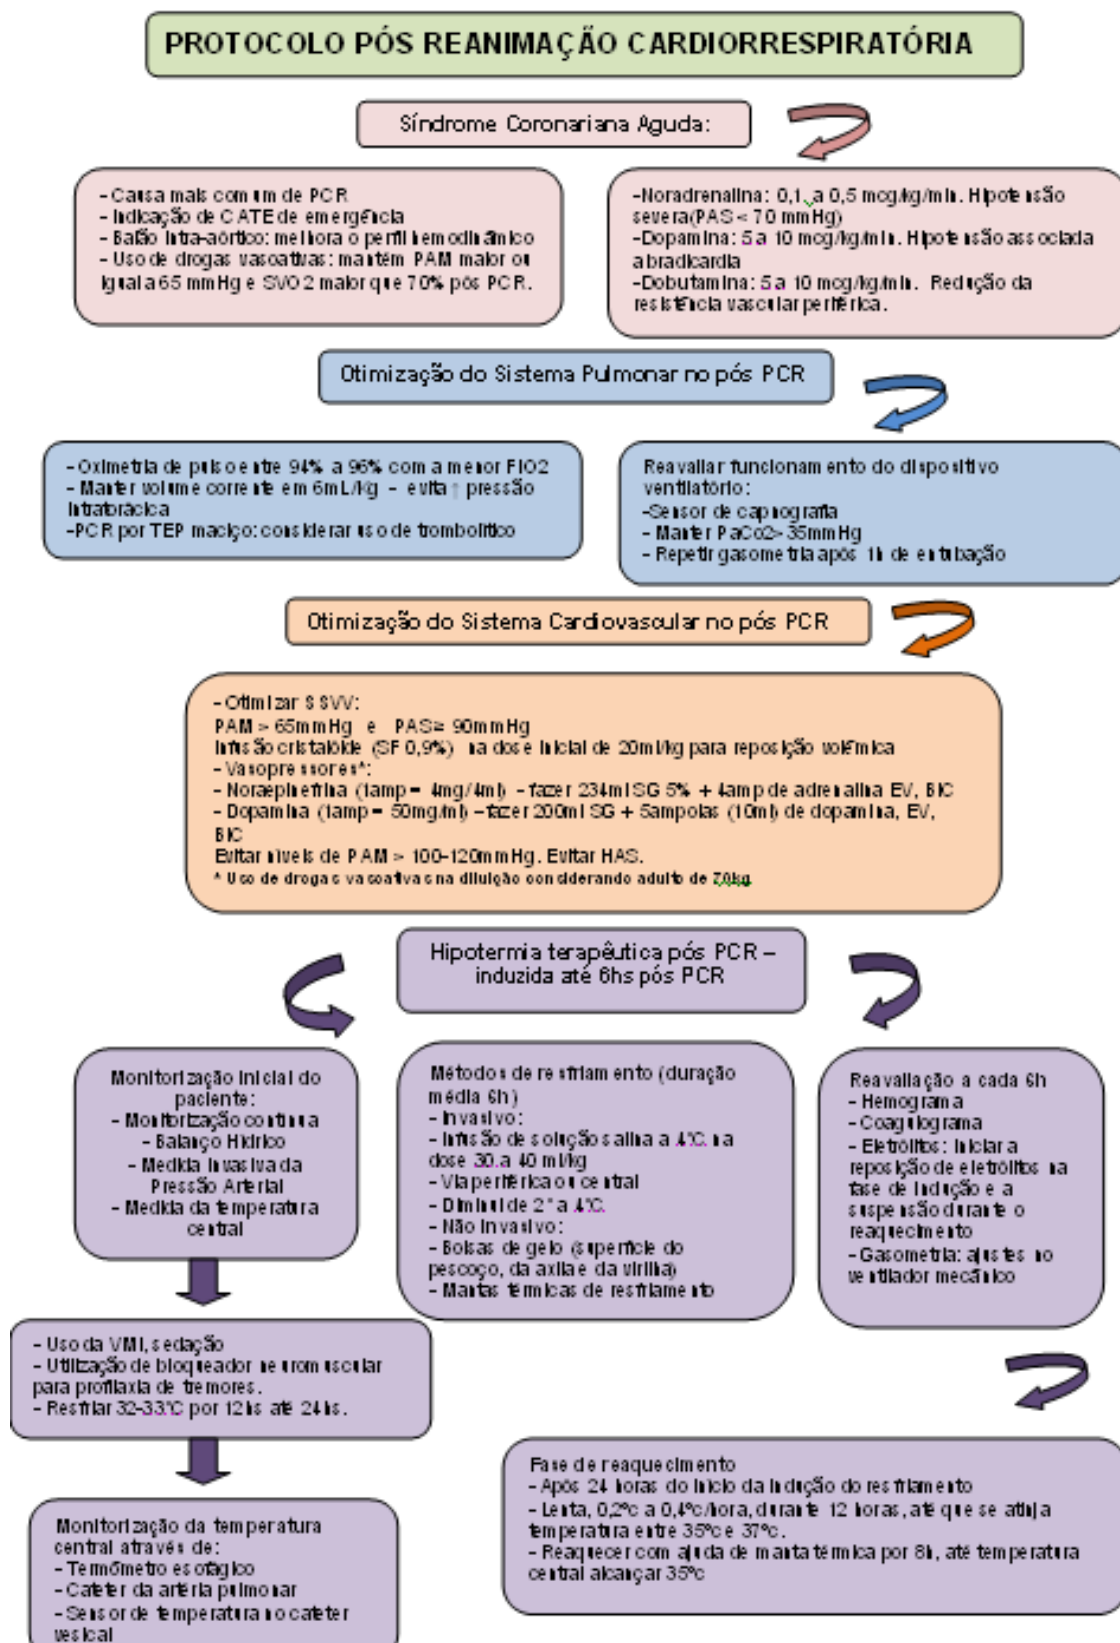 PROTOCOLO PÓS REANIMAÇÃO CARDIORRESPIRATÓRIA
Síndrome Coronariana Aguda:
- Causa mais comum de PCR
- Indicação de CATE de emergência
- Balão intra-aórtico: melhora o perfil hemodinâmico
- Uso de drogas vasoativas: mantém PAM maior ou
igual a 65 mmHg e SVO2 maior que 70% pós PCR.
-Noradrenalina: 0,1 a 0,5 mcg/kg/min. Hipotensão
severa(PAS < 70 mmHg)
-Dopamina: 5 a 10 mcg/kg/min. Hipotensão associada
a bradicardia
-Dobutamina: 5 a 10 mcg/kg/min. Redução da
resistência vascular periférica.
Otimização do Sistema Pulmonar no pós PCR
- Oximetria de pulso entre 94% a 96% com a menor FIO2
- Manter volume corrente em 6mL/kg - evita ↑ pressão
intratorácica
-PCR por TEP maciço: considerar uso de trombolítico
Reavaliar funcionamento do dispositivo
ventilatório:
-Sensor de capnografia
- Manter PaCo2> 35mmHg
- Repetir gasometria após 1h de entubação
Otimização do Sistema Cardiovascular no pós PCR
- Otimizar SSVV:
PAM > 65mmHg e PAS≥ 90mmHg
Infusão cristalóide (SF 0,9%) na dose inicial de 20ml/kg para reposição volêmica
- Vasopressores*:
- Noraepinefrina (1amp = 4mg/4ml) - fazer 234ml SG 5% + 4amp de adrenalina EV, BIC
- Dopamina (1amp = 50mg/ml) -fazer 200ml SG + 5ampolas (10ml) de dopamina, EV,
BIC
Evitar níveis de PAM > 100-120mmHg. Evitar HAS.
* Uso de drogas vasoativas na diluição considerando adulto de 70kg
Hipotermia terapêutica pós PCR –
induzida até 6hs pós PCR
Monitorização inicial do
paciente:
- Monitorização contínua
- Balanço Hídrico
- Medida invasiva da
Pressão Arterial
- Medida da temperatura
central
Métodos de resfriamento (duração
média 6h)
- Invasivo:
- Infusão de solução salina a 4°C na
dose 30 a 40 ml/kg
- Via periférica ou central
- Diminui de 2° a 4°C
- Não invasivo:
- Bolsas de gelo (superfície do
pescoço, da axila e da virilha)
- Mantas térmicas de resfriamento
Reavaliação a cada 6h
- Hemograma
- Coagulograma
- Eletrólitos: iniciar a
reposição de eletrólitos na
fase de indução e a
suspensão durante o
reaquecimento
- Gasometria: ajustes no
ventilador mecânico
- Uso da VMI, sedação
- Utilização de bloqueador neuromuscular
para profilaxia de tremores.
- Resfriar 32-33°C por 12hs até 24hs.
Monitorização da temperatura
central através de:
- Termômetro esofágico
- Cateter da artéria pulmonar
- Sensor de temperatura no cateter
vesical
Fase de reaquecimento
- Após 24 horas do início da indução do resfriamento
- Lenta, 0,2ºc a 0,4ºc/hora, durante 12 horas, até que se atinja
temperatura entre 35ºc e 37ºc.
- Reaquecer com ajuda de manta térmica por 8h, até temperatura
central alcançar 35ºc